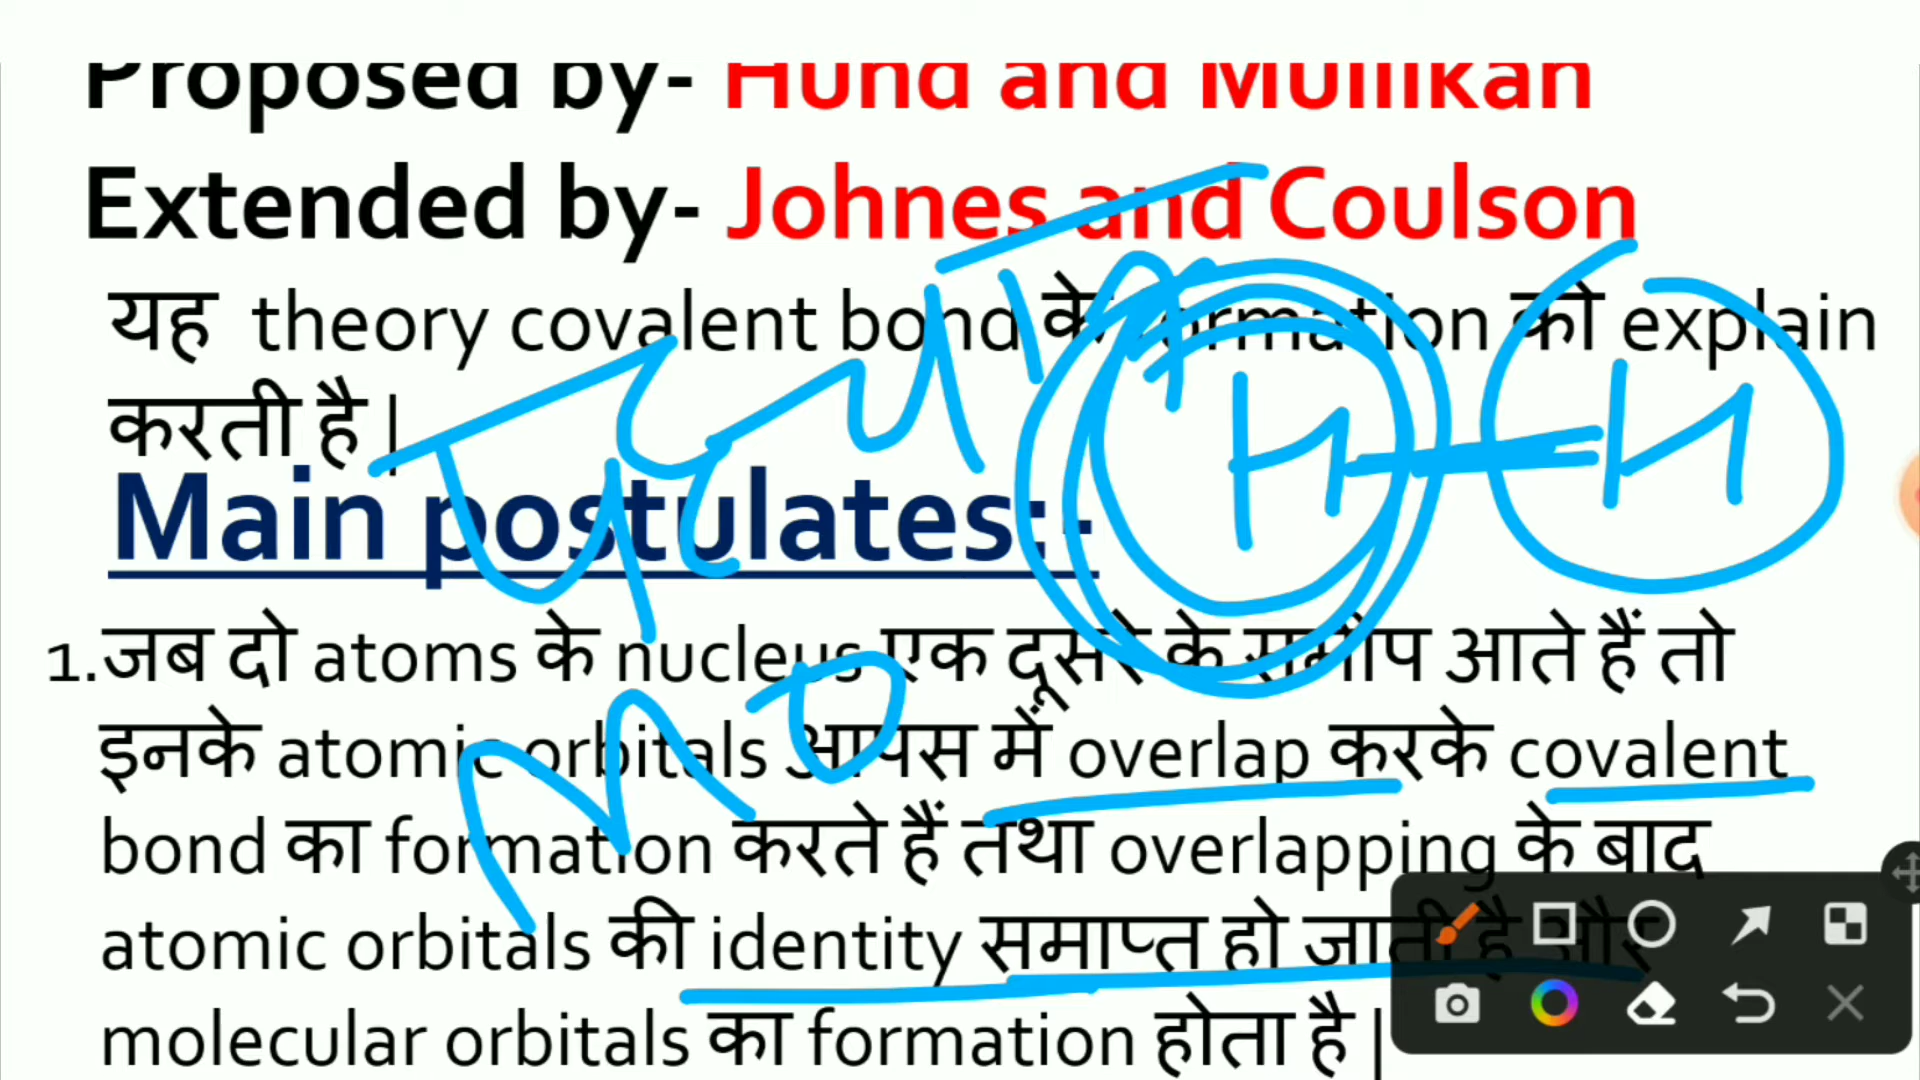 Proposed by- Hund and Mullikan
Extended by- Johnes and Coulson
यह theory covalent bond के formation को explain
करती है |
Main postulates:-
H H
1.जब दो atoms के nucleus एक दूसरे के समीप आते हैं तो
MO
इनके atomic orbitals आपस में overlap करके covalent
bond का formation करते हैं तथा overlapping के बाद
atomic orbitals की identity समाप्त हो जाती है और
molecular orbitals का formation होता है |